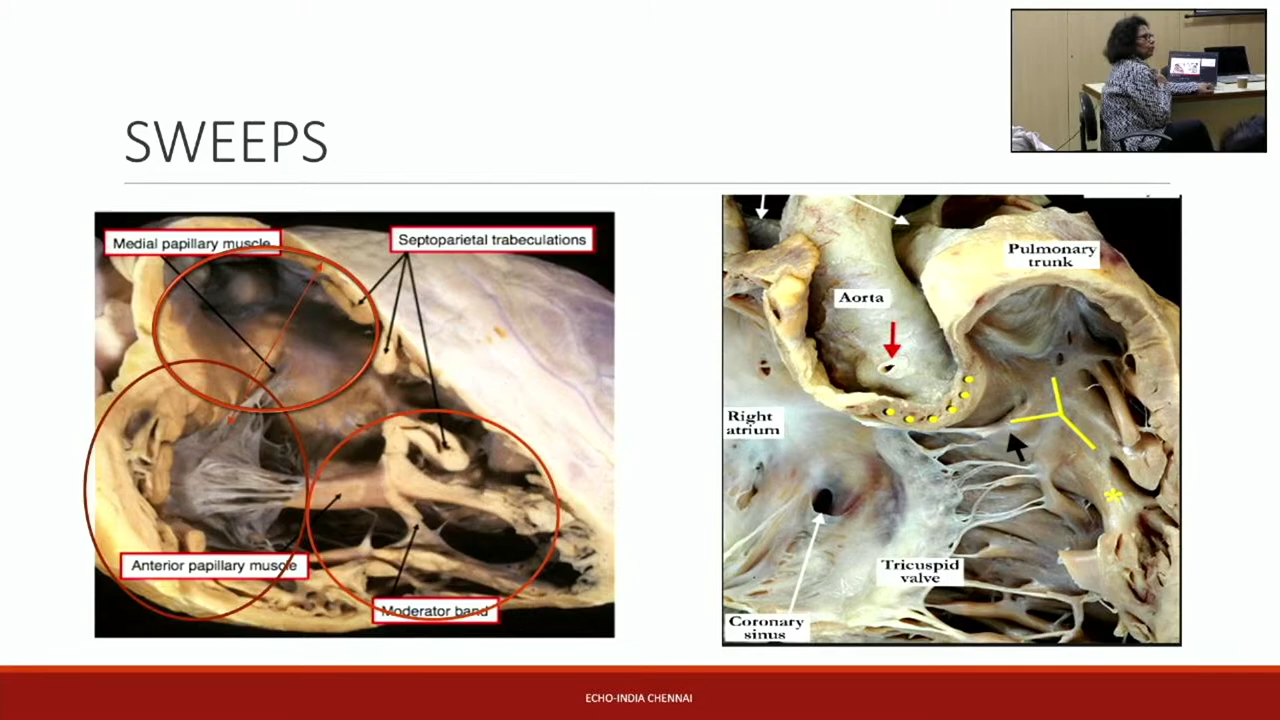 SWEEPS
Medial papillary muscle
Septoparietal trabeculations
Anterior papillary muscle
Moderator band
Pulmonary
trunk
Aorta
Right
atrium
Tricuspid
valve
Coronary
sinus
ECHO-INDIA CHENNAI